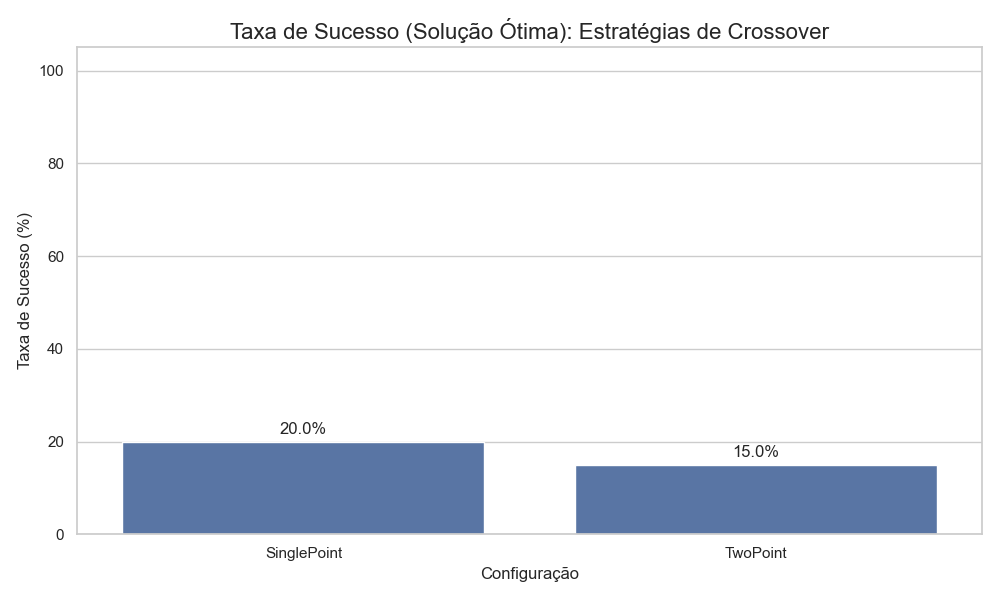 Taxa de Sucesso (Solução Ótima): Estratégias de Crossover
Taxa de Sucesso (%)
100
80
60
40
20
0
20.0%
15.0%
SinglePoint
TwoPoint
Configuração